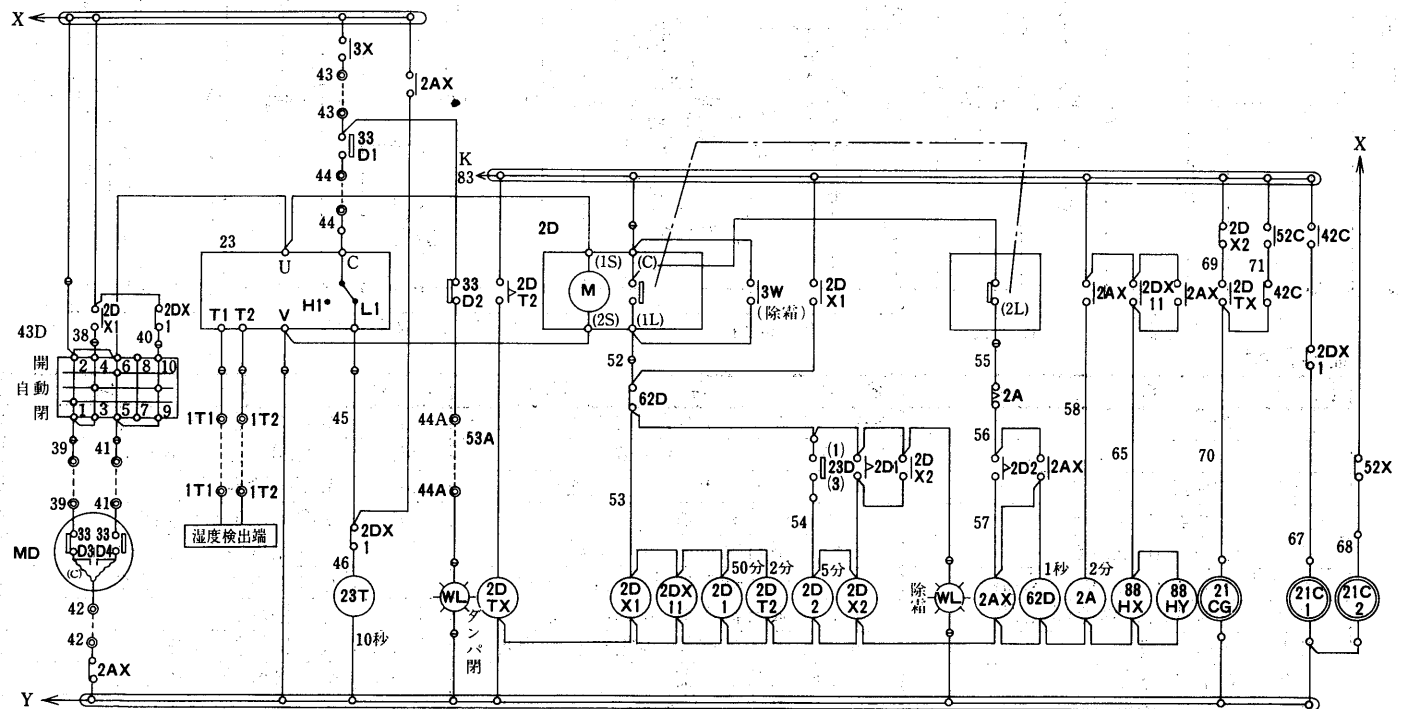 X
3X
43
2AX
43
33
D1
K
83
X
44
44
23
2D
U
C
(1S)
(C)
M
H1
L1
(2S)
(1L)
T1 T2
V
33
D2
2D
T2
3W
(除霜)
2D
X1
(2L)
2AX
2DX
11
2AX
2D
X2
69
2D
TX
52C
71
42C
42C
43D
2D
X1
38
2DX
1
40
開
自動
閉
2 4 6 8 10
1 3 5 7 9
52
62D
55
2A
56
58
2DX
1
39
41
39
41
1T1
1T2
1T1
1T2
湿度検出端
45
44A
53A
44A
53
(1)
23D
(3)
54
2D1
2D
X2
2D2
2AX
57
65
70
52X
MD
33
D3
33
D4
(C)
42
42
2AX
2DX
1
46
23T
10秒
WL
ダンパ閉
2D
TX
2D
X1
2DX
11
50分
2D
1
2分
2D
T2
5分
2D
2
2D
X2
除霜
WL
2AX
1秒
62D
2分
2A
88
HX
88
HY
21
CG
67
21C
1
68
21C
2
Y